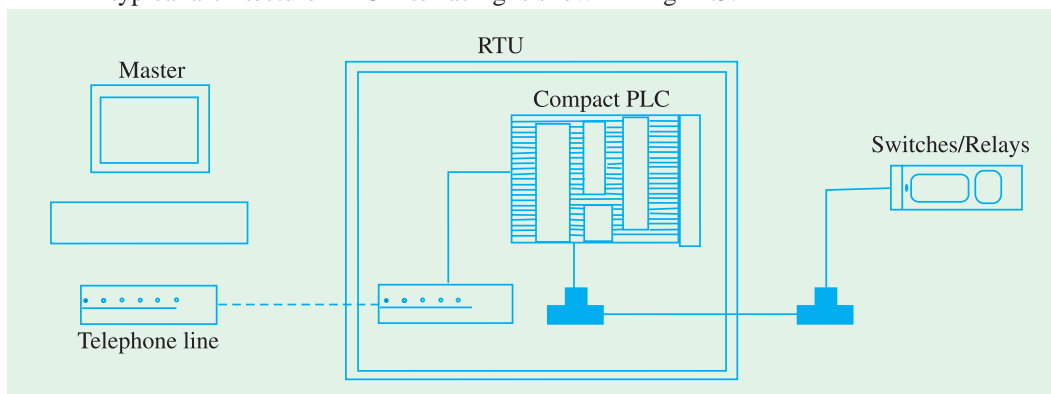 RTU
Master
Compact PLC
Switches/Relays
Telephone line